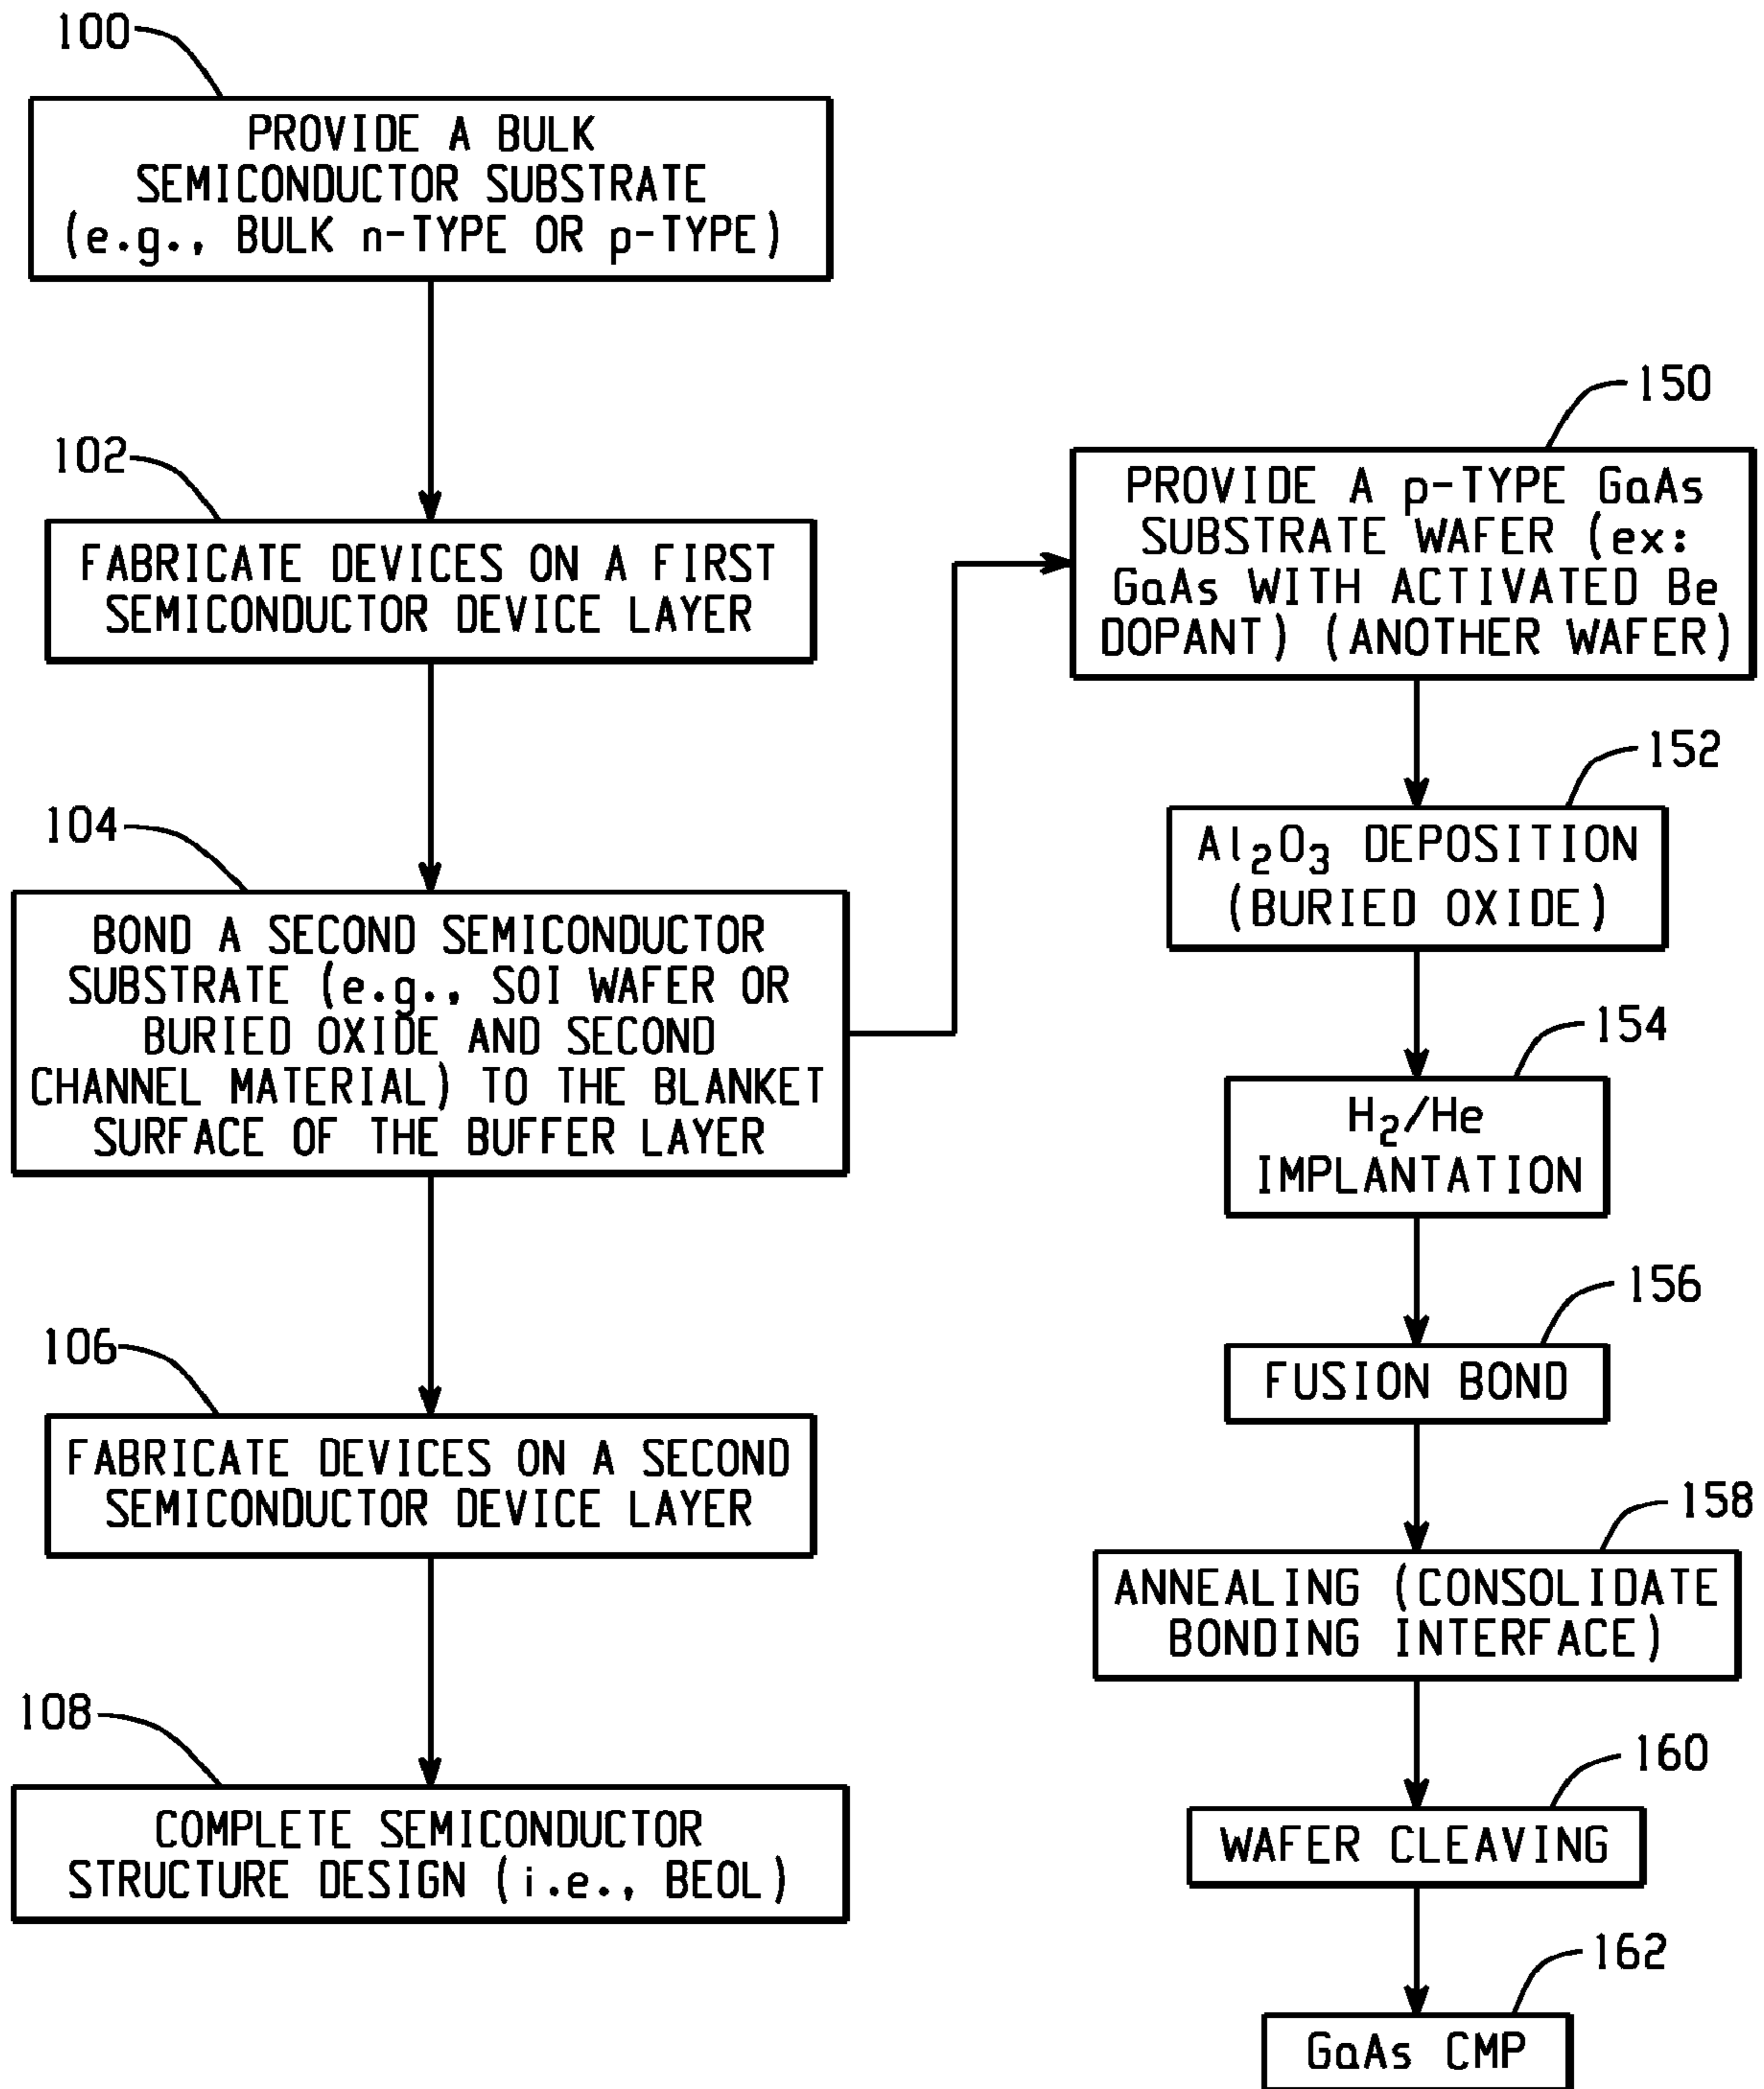 100
PROVIDE A BULK
SEMICONDUCTOR SUBSTRATE
(e.g., BULK n-TYPE OR p-TYPE)
102
FABRICATE DEVICES ON A FIRST
SEMICONDUCTOR DEVICE LAYER
104
BOND A SECOND SEMICONDUCTOR
SUBSTRATE (e.g., SOI WAFER OR
BURIED OXIDE AND SECOND
CHANNEL MATERIAL) TO THE BLANKET
SURFACE OF THE BUFFER LAYER
106
FABRICATE DEVICES ON A SECOND
SEMICONDUCTOR DEVICE LAYER
108
COMPLETE SEMICONDUCTOR
STRUCTURE DESIGN (i.e., BEOL)
150
PROVIDE A p-TYPE GaAs
SUBSTRATE WAFER (ex:
GaAs WITH ACTIVATED Be
DOPANT) (ANOTHER WAFER)
152
Al₂O₃ DEPOSITION
(BURIED OXIDE)
154
H₂/He
IMPLANTATION
156
FUSION BOND
158
ANNEALING (CONSOLIDATE
BONDING INTERFACE)
160
WAFER CLEAVING
162
GaAs CMP